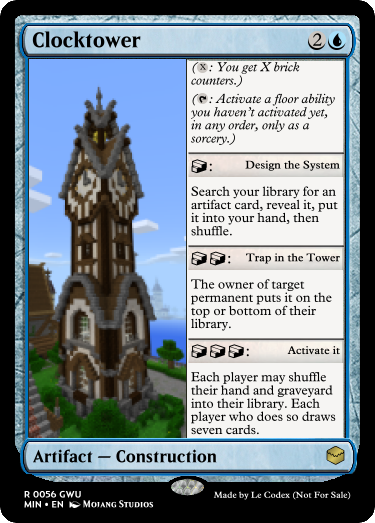 Clocktower 2
(X: You get X brick
counters.)
(: Activate a floor ability
you haven't activated yet,
in any order, only as a
sorcery.)
: Design the System
Search your library for an
artifact card, reveal it, put
it into your hand, then
shuffle.
: Trap in the Tower
The owner of target
permanent puts it on the
top or bottom of their
library.
: Activate it
Each player may shuffle
their hand and graveyard
into their library. Each
player who does so draws
seven cards.
Artifact — Construction
R 0056 GWU
MIN • EN Mojang Studios
Made by Le Codex (Not For Sale)